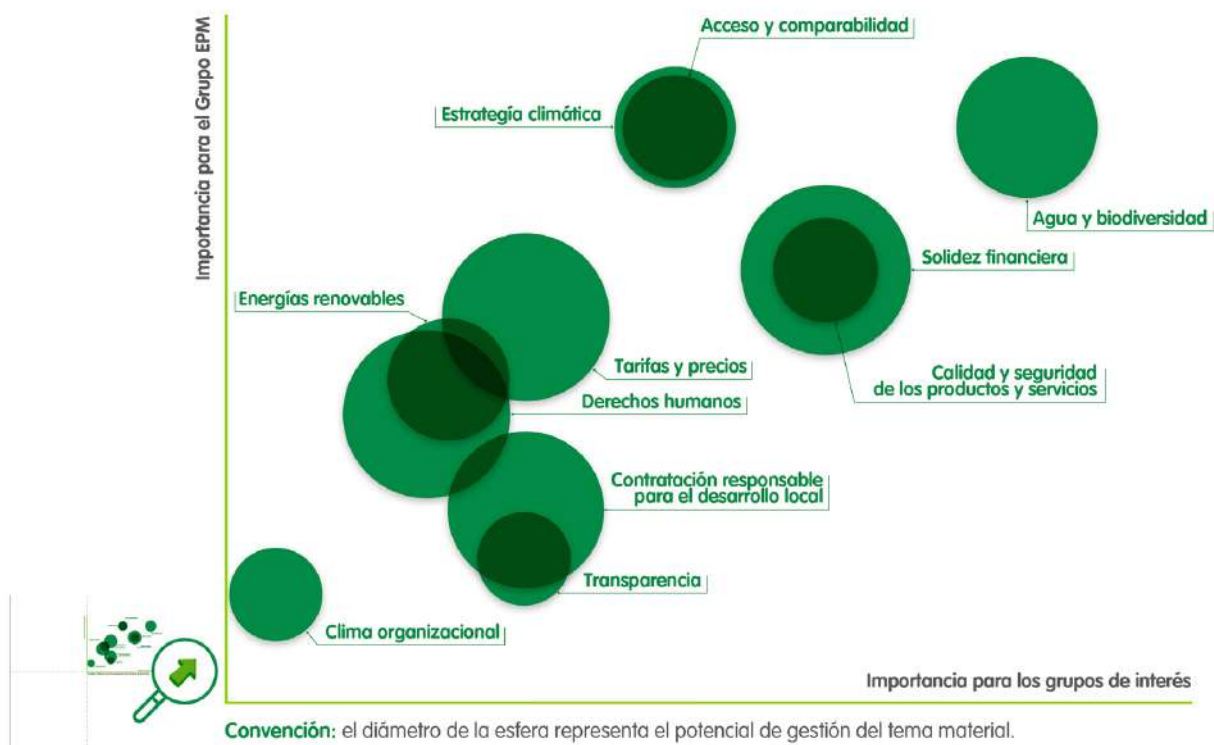 Importancia para el Grupo EPM
Acceso y comparabilidad
Estrategía climática
Agua y biodiversidad
Solidez financiera
Energías renovables
Tarifas y precios
Calidad y seguridad
de los productos y servicios
Derechos humanos
Contratación responsable
para el desarrollo local
Transparencia
Clima organizacional
Importancia para los grupos de interés
Convención: el diámetro de la esfera representa el potencial de gestión del tema material.